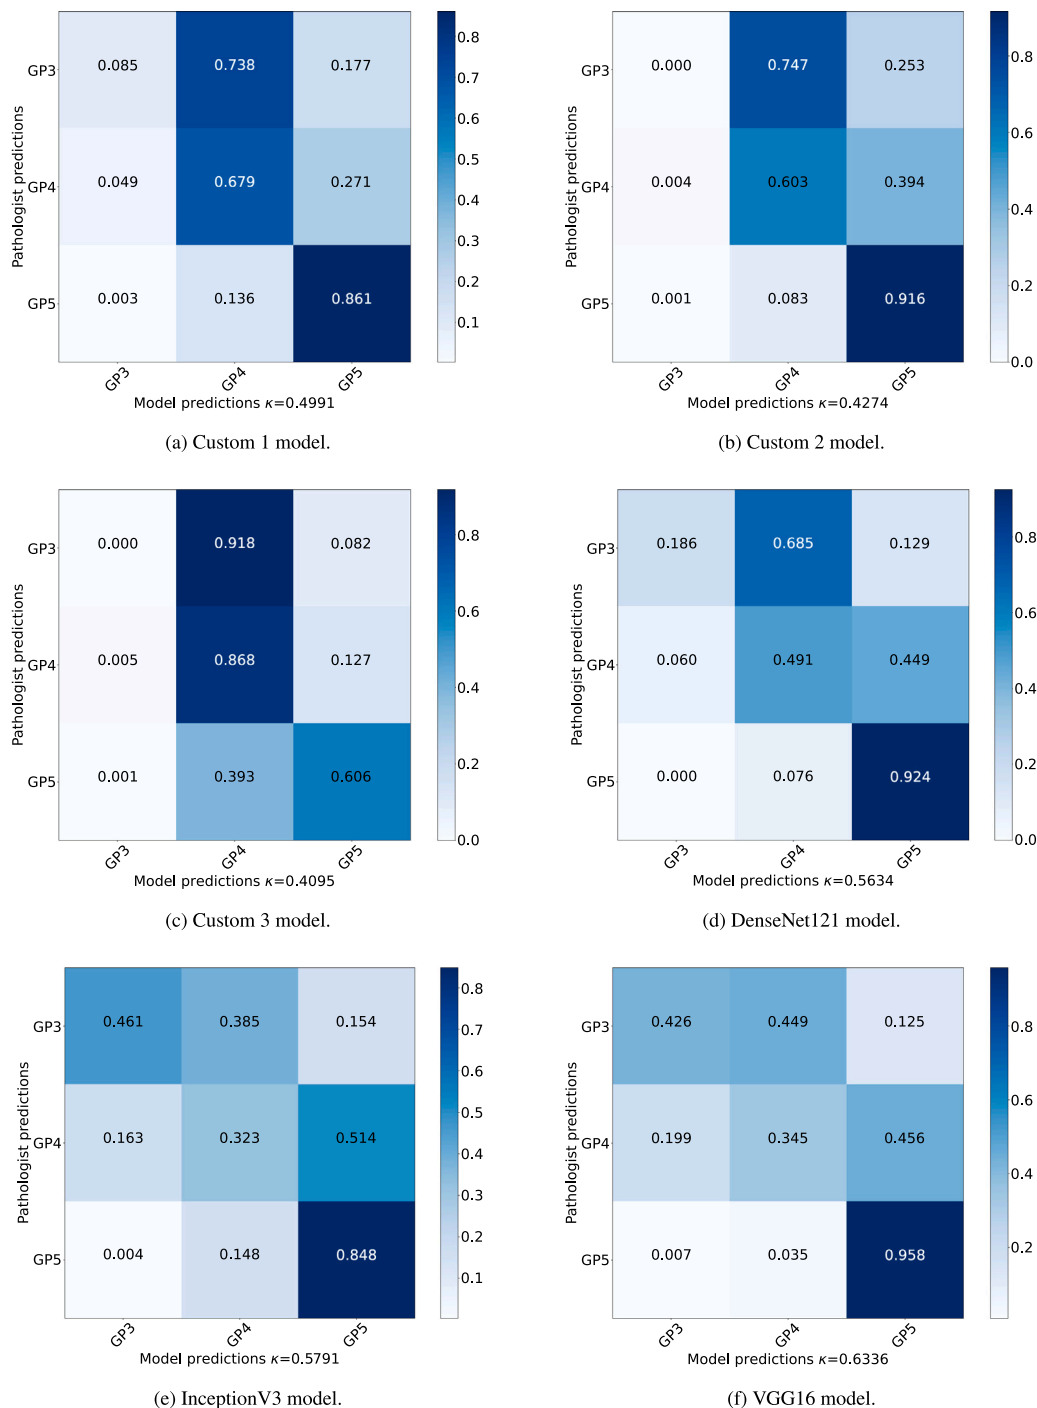 0.8
0.7
0.6
0.5
0.4
0.3
0.2
0.1
Pathologist predictions
GP3
GP4
GP5
0.085 0.738 0.177
0.049 0.679 0.271
0.003 0.136 0.861
GP3 GP4 GP5
Model predictions κ=0.4991
(a) Custom 1 model.
0.8
0.6
0.4
0.2
0.0
Pathologist predictions
GP3
GP4
GP5
0.000 0.747 0.253
0.004 0.603 0.394
0.001 0.083 0.916
GP3 GP4 GP5
Model predictions κ=0.4274
(b) Custom 2 model.
0.8
0.6
0.4
0.2
0.0
Pathologist predictions
GP3
GP4
GP5
0.000 0.918 0.082
0.005 0.868 0.127
0.001 0.393 0.606
GP3 GP4 GP5
Model predictions κ=0.4095
(c) Custom 3 model.
0.8
0.6
0.4
0.2
0.0
Pathologist predictions
GP3
GP4
GP5
0.186 0.685 0.129
0.060 0.491 0.449
0.000 0.076 0.924
GP3 GP4 GP5
Model predictions κ=0.5634
(d) DenseNet121 model.
0.8
0.7
0.6
0.5
0.4
0.3
0.2
0.1
Pathologist predictions
GP3
GP4
GP5
0.461 0.385 0.154
0.163 0.323 0.514
0.004 0.148 0.848
GP3 GP4 GP5
Model predictions κ=0.5791
(e) InceptionV3 model.
0.8
0.6
0.4
0.2
Pathologist predictions
GP3
GP4
GP5
0.426 0.449 0.125
0.199 0.345 0.456
0.007 0.035 0.958
GP3 GP4 GP5
Model predictions κ=0.6336
(f) VGG16 model.